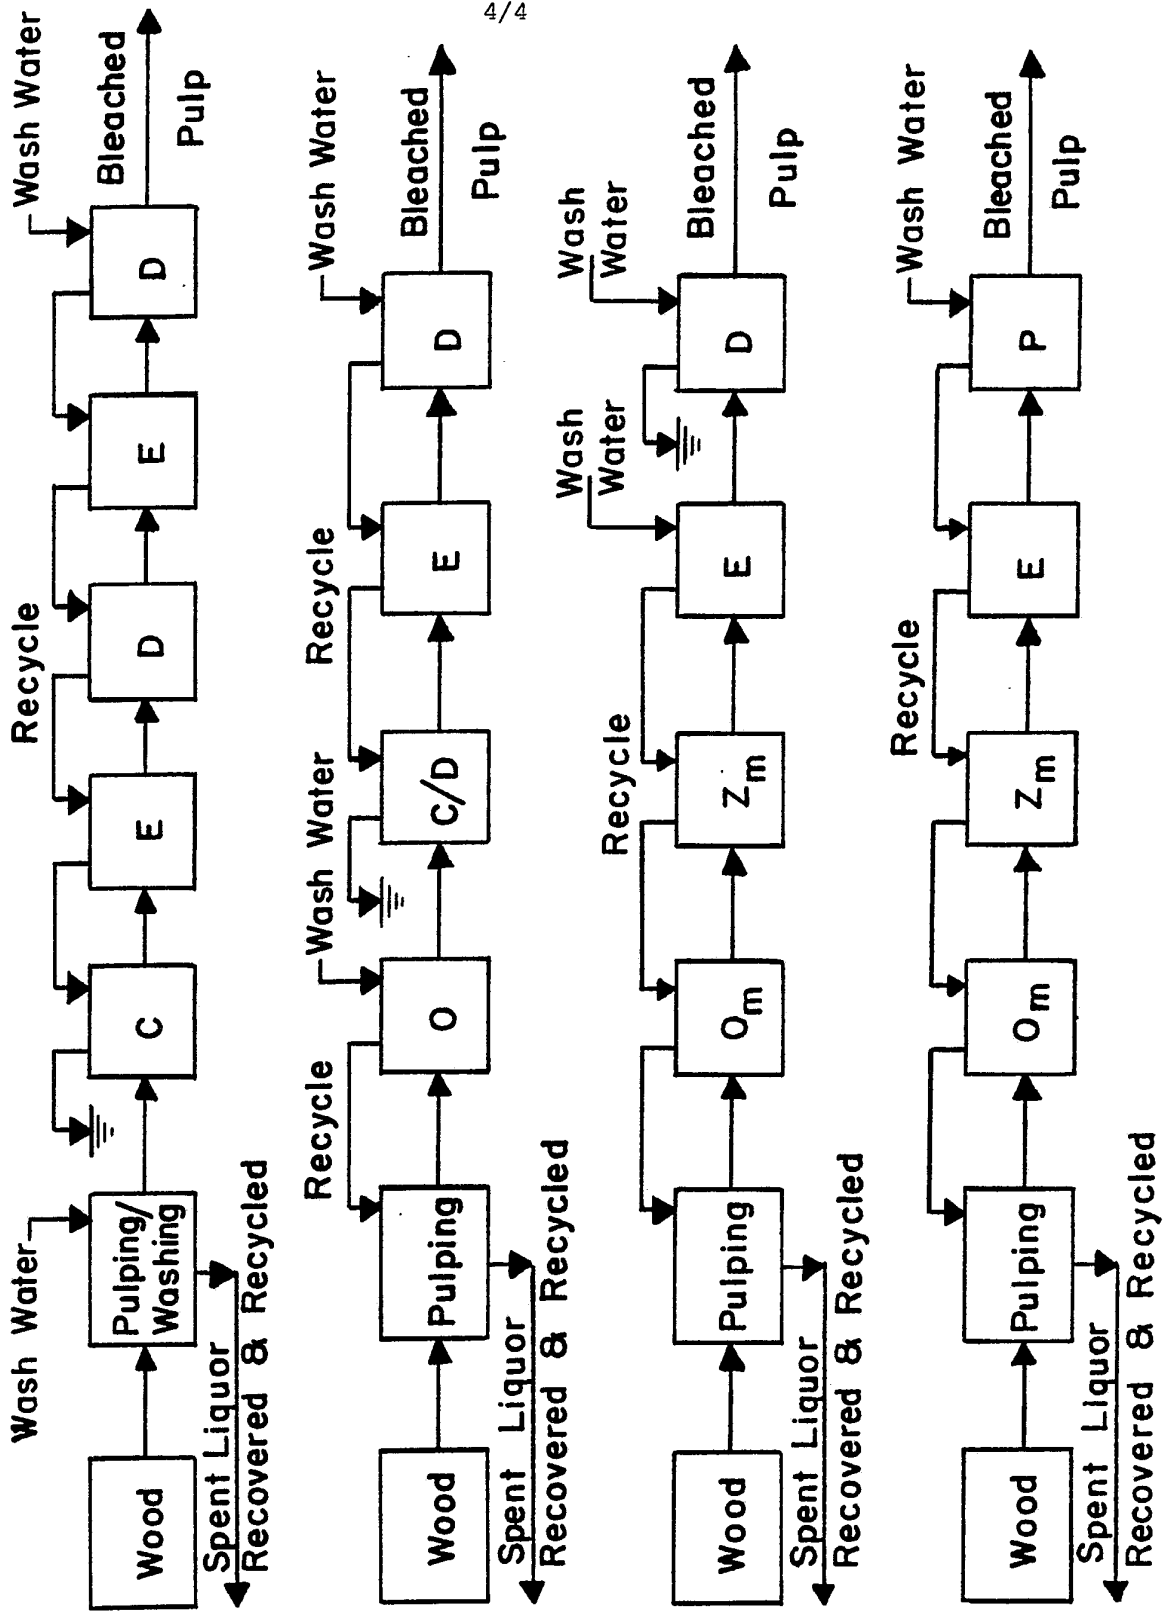 4/4
Wash Water
Wash Water
Recycle
Wood
Pulping/
Washing
C
E
D
E
D
Bleached
Pulp
Spent Liquor
Recovered & Recycled
Recycle
Wash Water
Recycle
Wash Water
Wood
Pulping
O
C/D
E
D
Bleached
Pulp
Spent Liquor
Recovered & Recycled
Recycle
Wash
Water
Wash
Water
Wood
Pulping
Om
Zm
E
D
Bleached
Pulp
Spent Liquor
Recovered & Recycled
Recycle
Wash Water
Wood
Pulping
Om
Zm
E
P
Bleached
Pulp
Spent Liquor
Recovered & Recycled